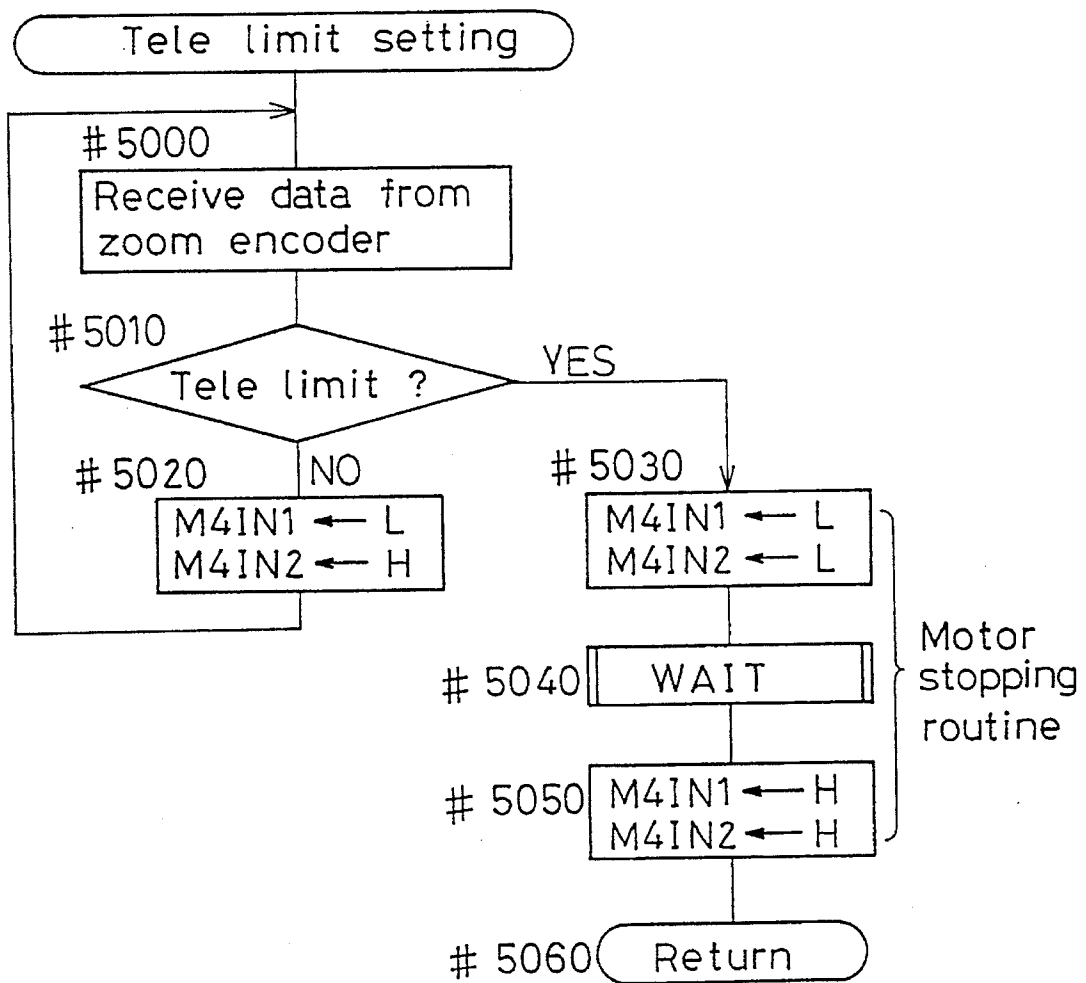 Tele limit setting
#5000
Receive data from
zoom encoder
#5010
Tele limit ?
YES
#5020
NO
M4IN1 ← L
M4IN2 ← H
#5030
M4IN1 ← L
M4IN2 ← L
#5040
WAIT
#5050
M4IN1 ← H
M4IN2 ← H
Motor
stopping
routine
#5060
Return